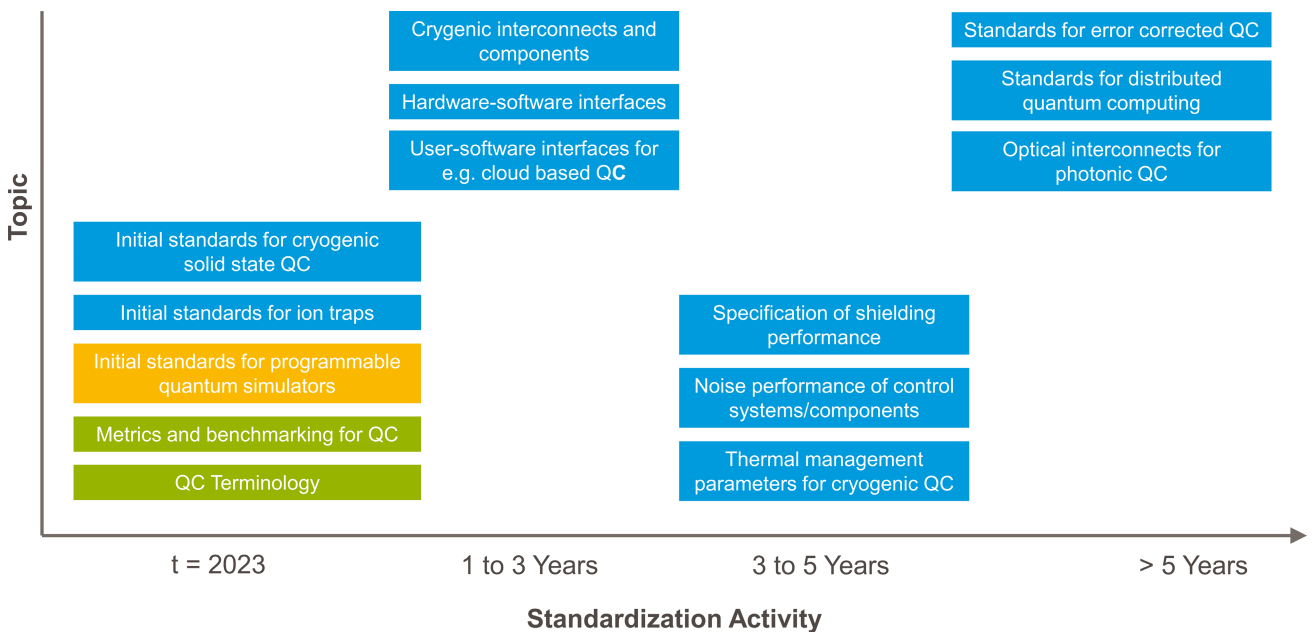 Topic
Crygenic interconnects and
components
Hardware-software interfaces
User-software interfaces for
e.g. cloud based QC
Standards for error corrected QC
Standards for distributed
quantum computing
Optical interconnects for
photonic QC
Initial standards for cryogenic
solid state QC
Initial standards for ion traps
Initial standards for programmable
quantum simulators
Metrics and benchmarking for QC
QC Terminology
Specification of shielding
performance
Noise performance of control
systems/components
Thermal management
parameters for cryogenic QC
t = 2023
1 to 3 Years
3 to 5 Years
> 5 Years
Standardization Activity